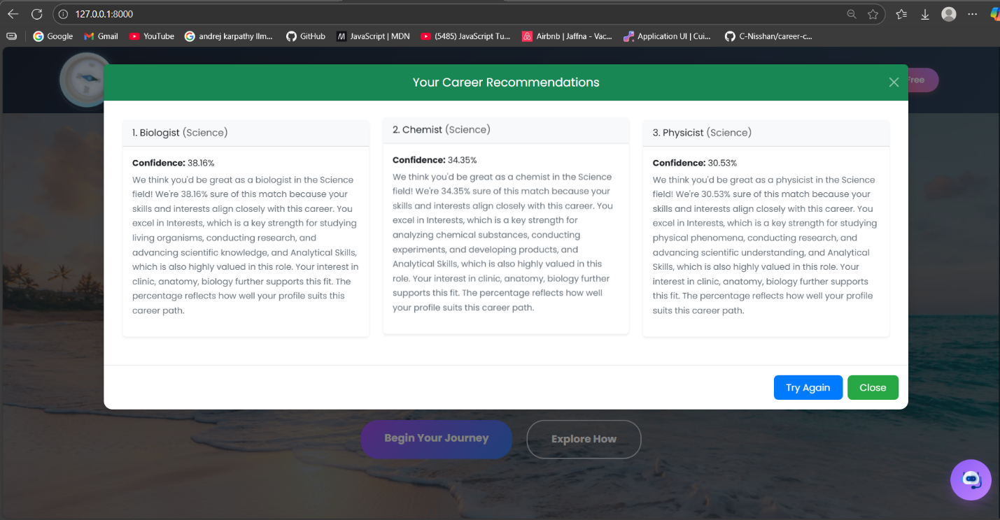 127.0.0.1:8000
Google
Gmail
YouTube
andrej karpathy llm...
GitHub
JavaScript | MDN
(5485) JavaScript Tu...
Airbnb | Jaffna - Vac...
Application UI | Cui...
C-Nisshan/career-c...
Free
Your Career Recommendations
1. Biologist (Science)
Confidence: 38.16%
We think you'd be great as a biologist in the Science
field! We're 38.16% sure of this match because your
skills and interests align closely with this career. You
excel in Interests, which is a key strength for studying
living organisms, conducting research, and
advancing scientific knowledge, and Analytical Skills,
which is also highly valued in this role. Your interest in
clinic, anatomy, biology further supports this fit. The
percentage reflects how well your profile suits this
career path.
2. Chemist (Science)
Confidence: 34.35%
We think you'd be great as a chemist in the Science
field! We're 34.35% sure of this match because your
skills and interests align closely with this career. You
excel in Interests, which is a key strength for
analyzing chemical substances, conducting
experiments, and developing products, and
Analytical Skills, which is also highly valued in this
role. Your interest in clinic, anatomy, biology further
supports this fit. The percentage reflects how well
your profile suits this career path.
3. Physicist (Science)
Confidence: 30.53%
We think you'd be great as a physicist in the Science
field! We're 30.53% sure of this match because your
skills and interests align closely with this career. You
excel in Interests, which is a key strength for studying
physical phenomena, conducting research, and
advancing scientific understanding, and Analytical
Skills, which is also highly valued in this role. Your
interest in clinic, anatomy, biology further supports
this fit. The percentage reflects how well your profile
suits this career path.
Try Again
Close
Begin Your Journey
Explore How